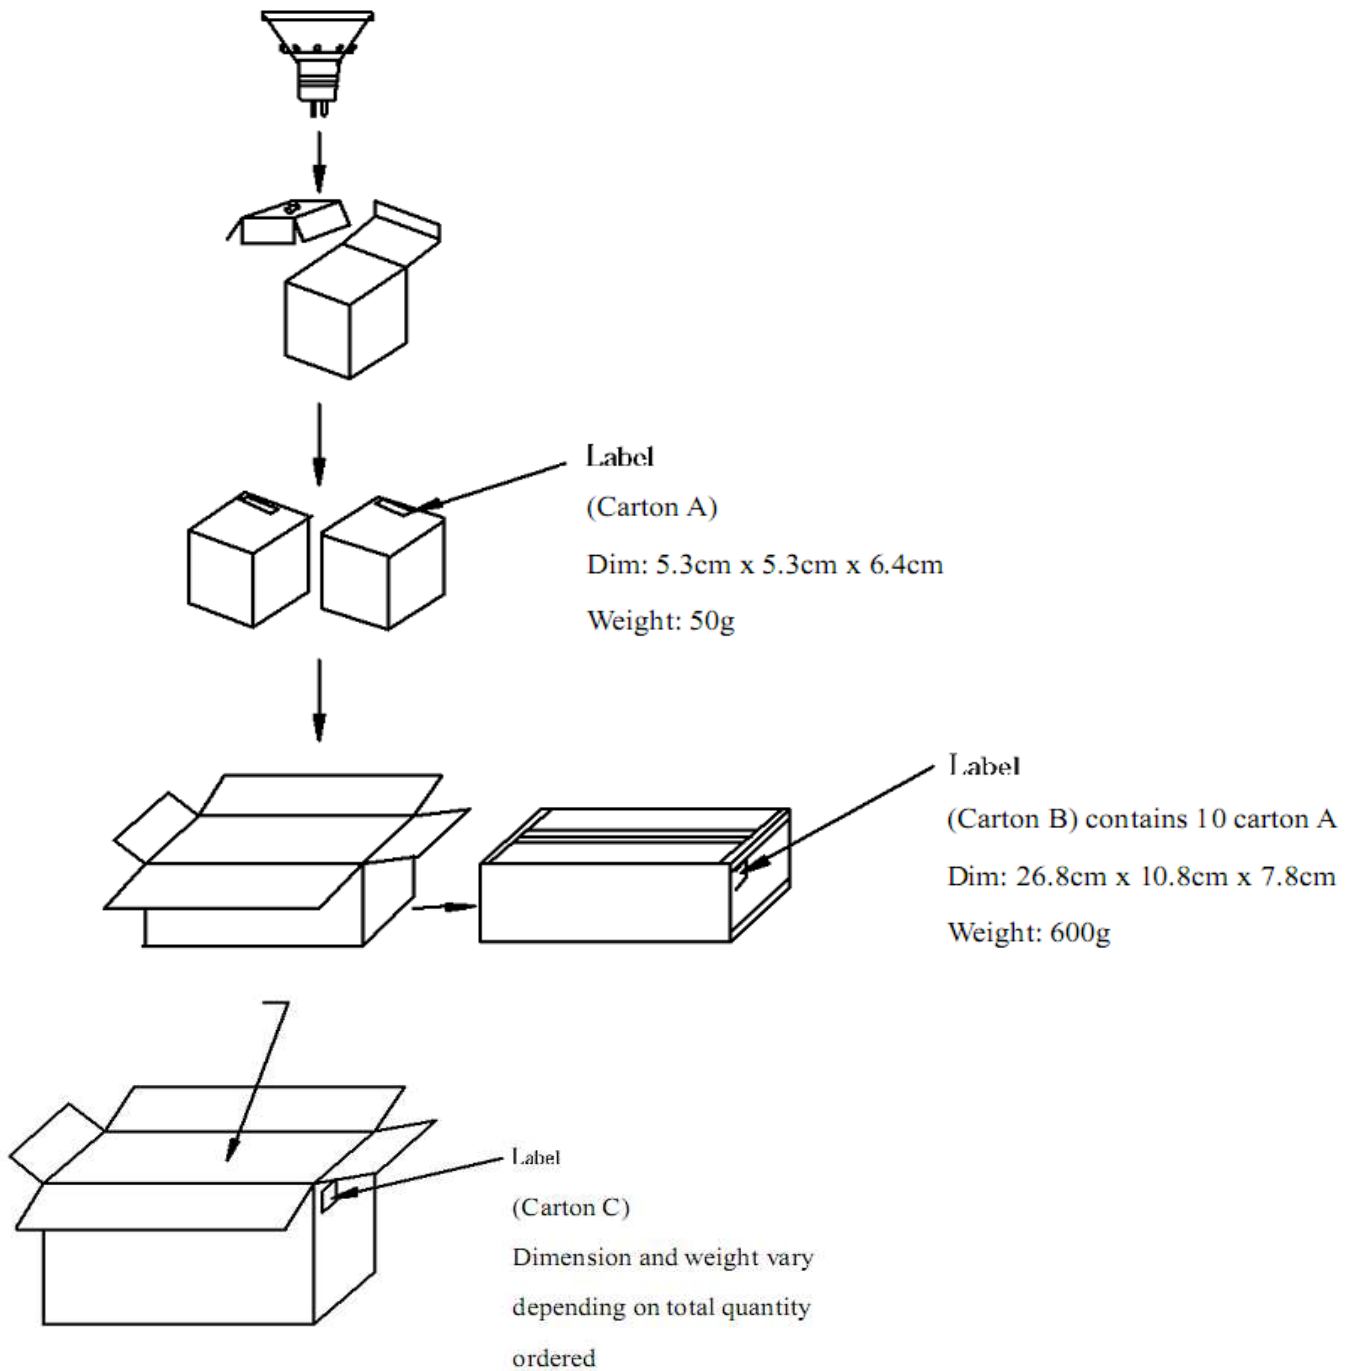 Label
(Carton A)
Dim: 5.3cm x 5.3cm x 6.4cm
Weight: 50g
Label
(Carton B) contains 10 carton A
Dim: 26.8cm x 10.8cm x 7.8cm
Weight: 600g
Label
(Carton C)
Dimension and weight vary
depending on total quantity
ordered